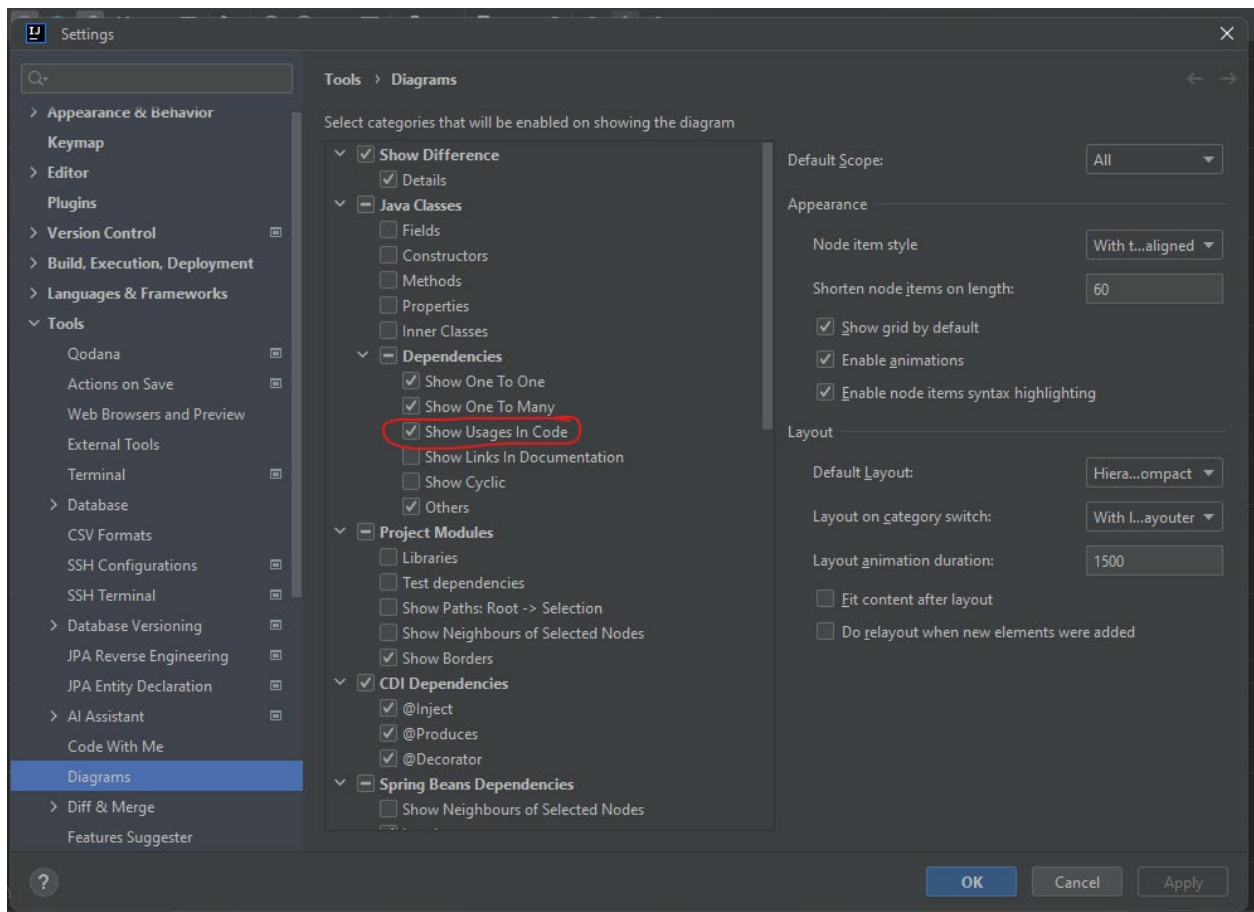 IJ Settings
Tools > Diagrams
Appearance & Behavior
Keymap
Editor
Plugins
Version Control
Build, Execution, Deployment
Languages & Frameworks
Tools
Qodana
Actions on Save
Web Browsers and Preview
External Tools
Terminal
Database
CSV Formats
SSH Configurations
SSH Terminal
Database Versioning
JPA Reverse Engineering
JPA Entity Declaration
AI Assistant
Code With Me
Diagrams
Diff & Merge
Features Suggester
Select categories that will be enabled on showing the diagram
Show Difference
Details
Java Classes
Fields
Constructors
Methods
Properties
Inner Classes
Dependencies
Show One To One
Show One To Many
Show Usages In Code
Show Links In Documentation
Show Cyclic
Others
Project Modules
Libraries
Test dependencies
Show Paths: Root -> Selection
Show Neighbours of Selected Nodes
Show Borders
CDI Dependencies
@Inject
@Produces
@Decorator
Spring Beans Dependencies
Show Neighbours of Selected Nodes
Default Scope: All
Appearance
Node item style With t...aligned
Shorten node items on length: 60
Show grid by default
Enable animations
Enable node items syntax highlighting
Layout
Default Layout: Hiera...ompact
Layout on category switch: With l...ayouter
Layout animation duration: 1500
Fit content after layout
Do relayout when new elements were added
? OK Cancel Apply